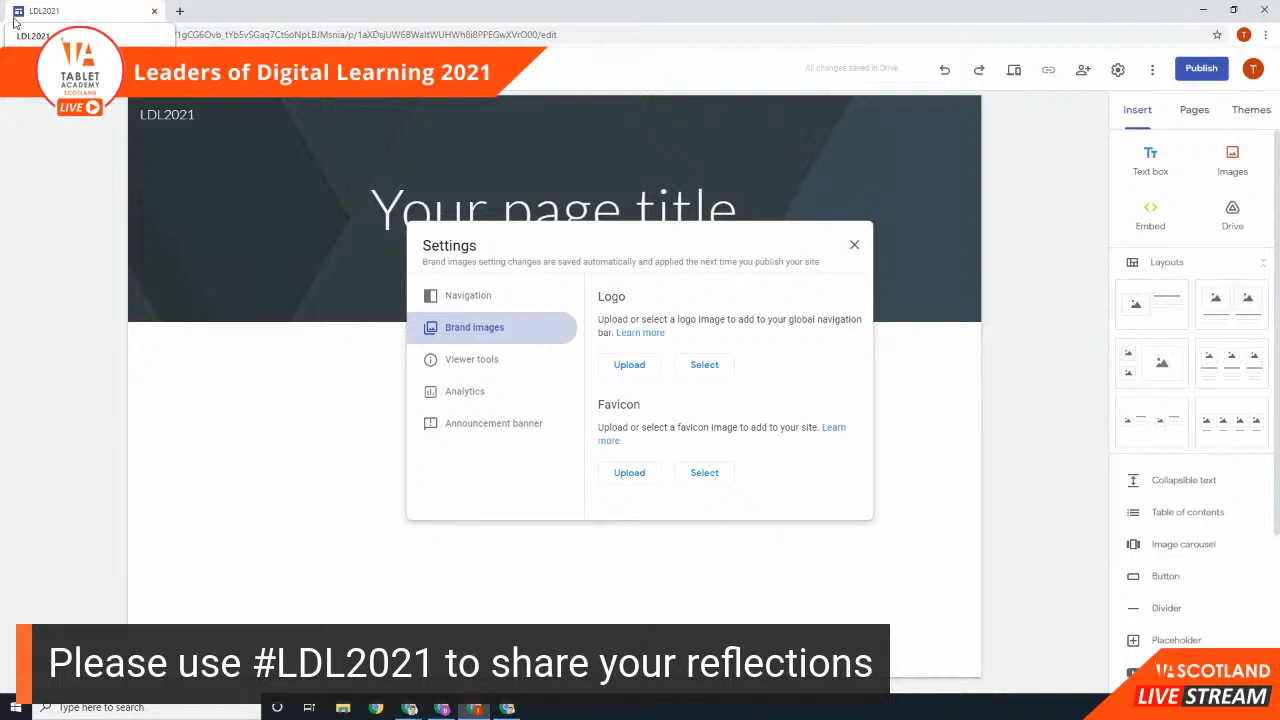 LDL2021
LDL2021
1gCG6Ovb_tYb5vSGaq7Ct6oNpLBJMsnia/p/1aXDsjUW6BWaltWUHWh8i8PPEGwxVrO00/edit
T
TABLET
ACADEMY
SCOTLAND
LIVE
Leaders of Digital Learning 2021
All changes saved in Drive
Publish
T
LDL2021
Your page title
Insert
Pages
Themes
Text box
Images
Embed
Drive
Layouts
Collapsible text
Table of contents
Image carousel
Button
Divider
Placeholder
Settings
Brand images setting changes are saved automatically and applied the next time you publish your site
Navigation
Brand images
Viewer tools
Analytics
Announcement banner
Logo
Upload or select a logo image to add to your global navigation
bar. Learn more
Upload
Select
Favicon
Upload or select a favicon image to add to your site. Learn
more
Upload
Select
Please use #LDL2021 to share your reflections
SCOTLAND
LIVE STREAM
Type here to search